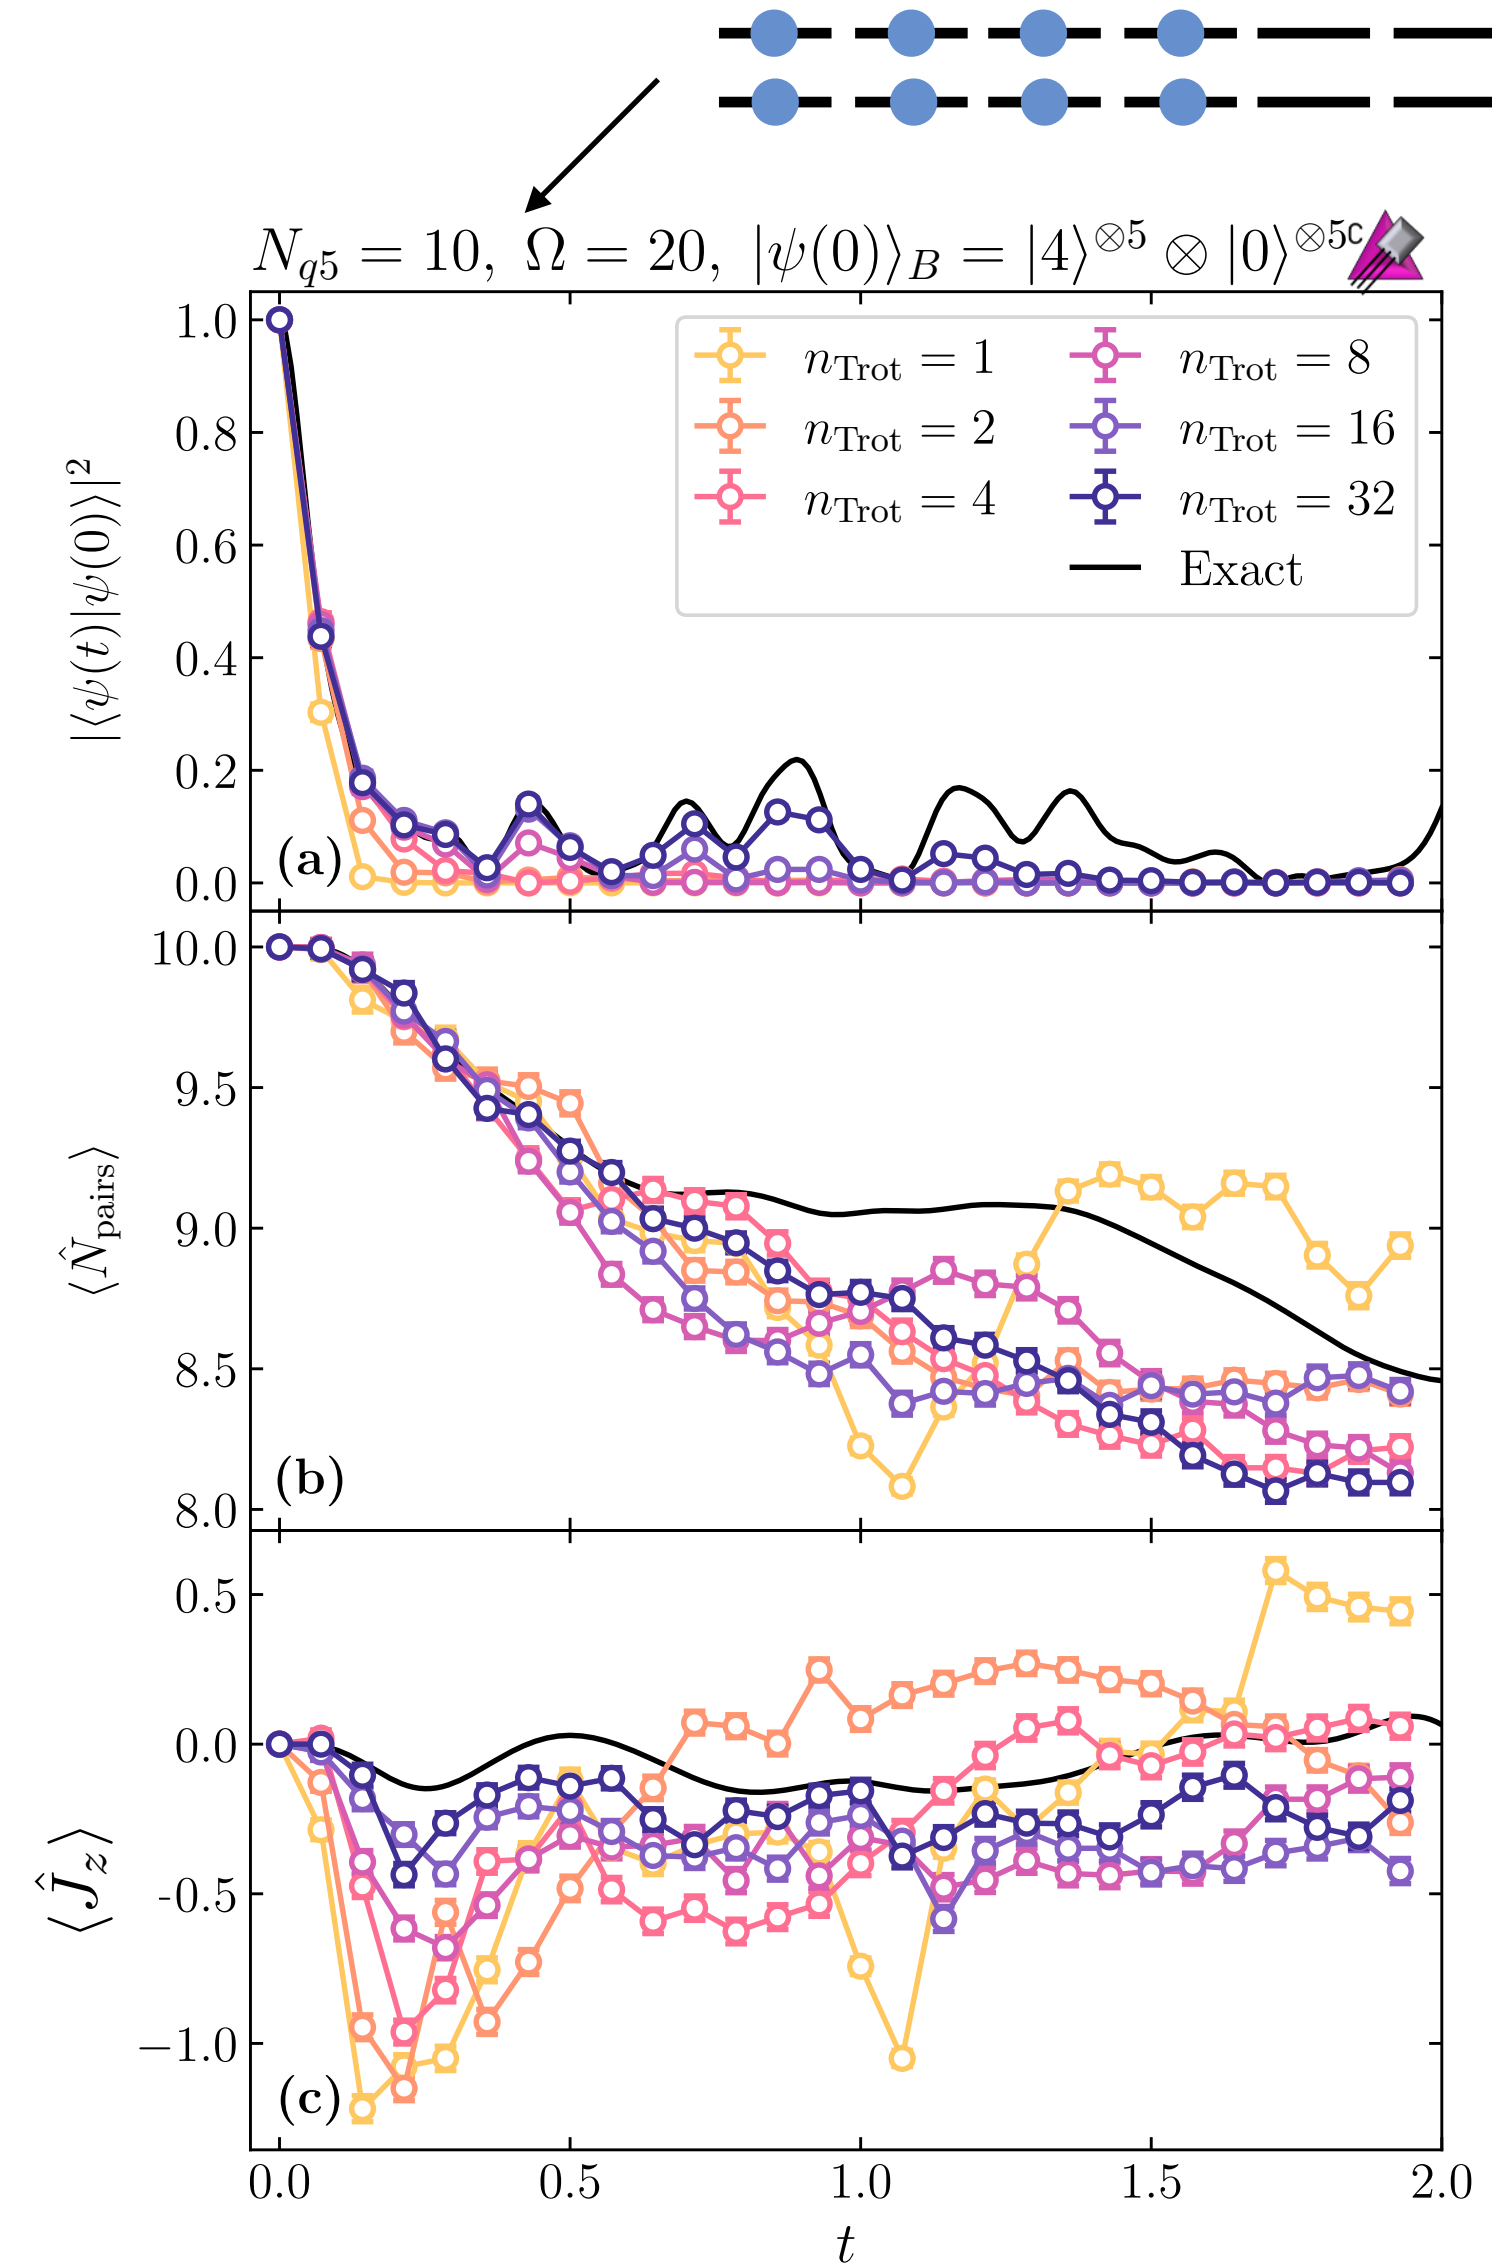 N_{q5} = 10, Ω = 20, |ψ(0)⟩_B = |4⟩^{⊗5} ⊗ |0⟩^{⊗5} C
|⟨ψ(t)|ψ(0)⟩|²
1.0
0.8
0.6
0.4
0.2
0.0
n_Trot = 1
n_Trot = 2
n_Trot = 4
n_Trot = 8
n_Trot = 16
n_Trot = 32
Exact
(a)
⟨N̂_pairs⟩
10.0
9.5
9.0
8.5
8.0
(b)
⟨Ĵ_z⟩
0.5
0.0
-0.5
−1.0
(c)
0.0 0.5 1.0 1.5 2.0
t